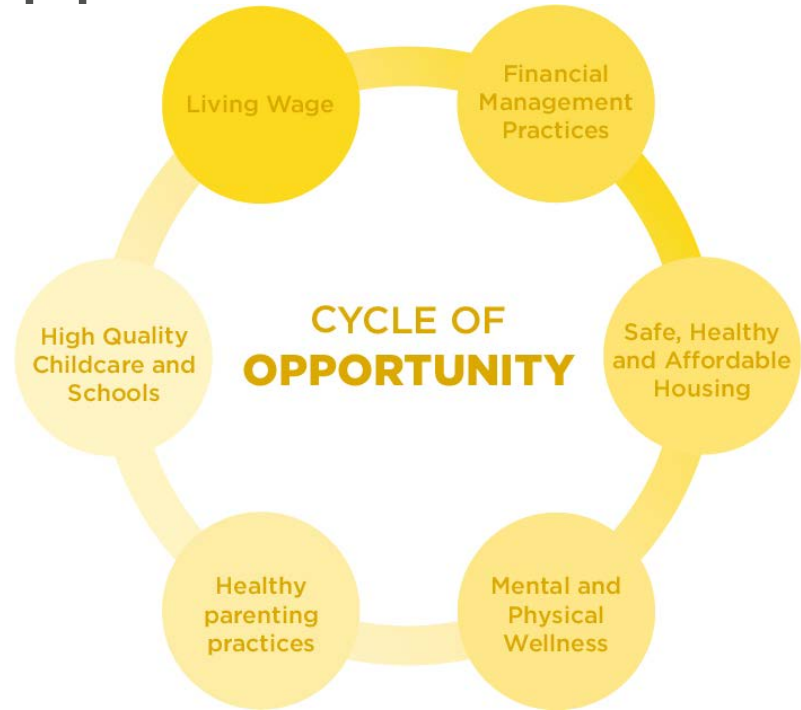 Living Wage
Financial
Management
Practices
High Quality
Childcare and
Schools
CYCLE OF
OPPORTUNITY
Safe, Healthy
and Affordable
Housing
Healthy
parenting
practices
Mental and
Physical
Wellness